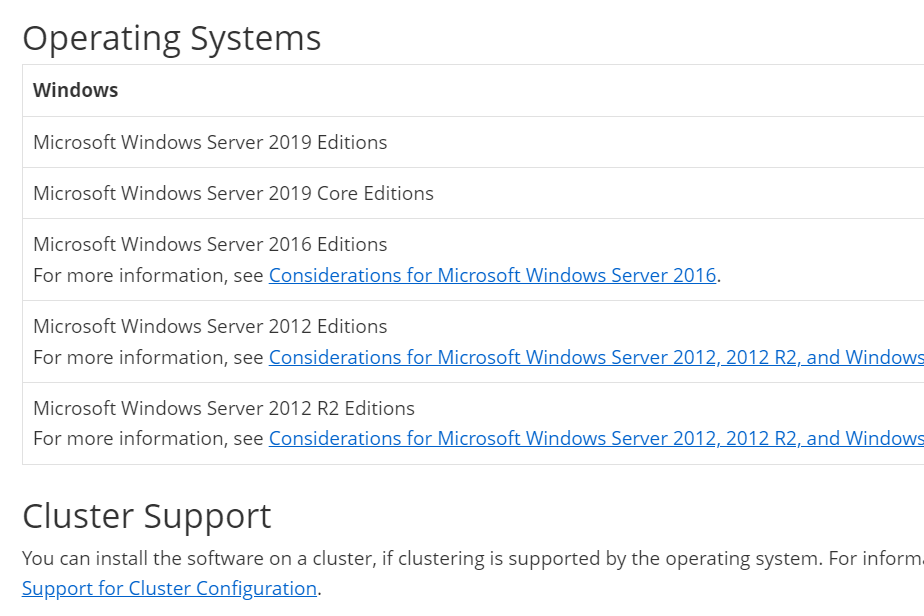 Operating Systems
Windows
Microsoft Windows Server 2019 Editions
Microsoft Windows Server 2019 Core Editions
Microsoft Windows Server 2016 Editions
For more information, see Considerations for Microsoft Windows Server 2016.
Microsoft Windows Server 2012 Editions
For more information, see Considerations for Microsoft Windows Server 2012, 2012 R2, and Windows
Microsoft Windows Server 2012 R2 Editions
For more information, see Considerations for Microsoft Windows Server 2012, 2012 R2, and Windows
Cluster Support
You can install the software on a cluster, if clustering is supported by the operating system. For
Support for Cluster Configuration.